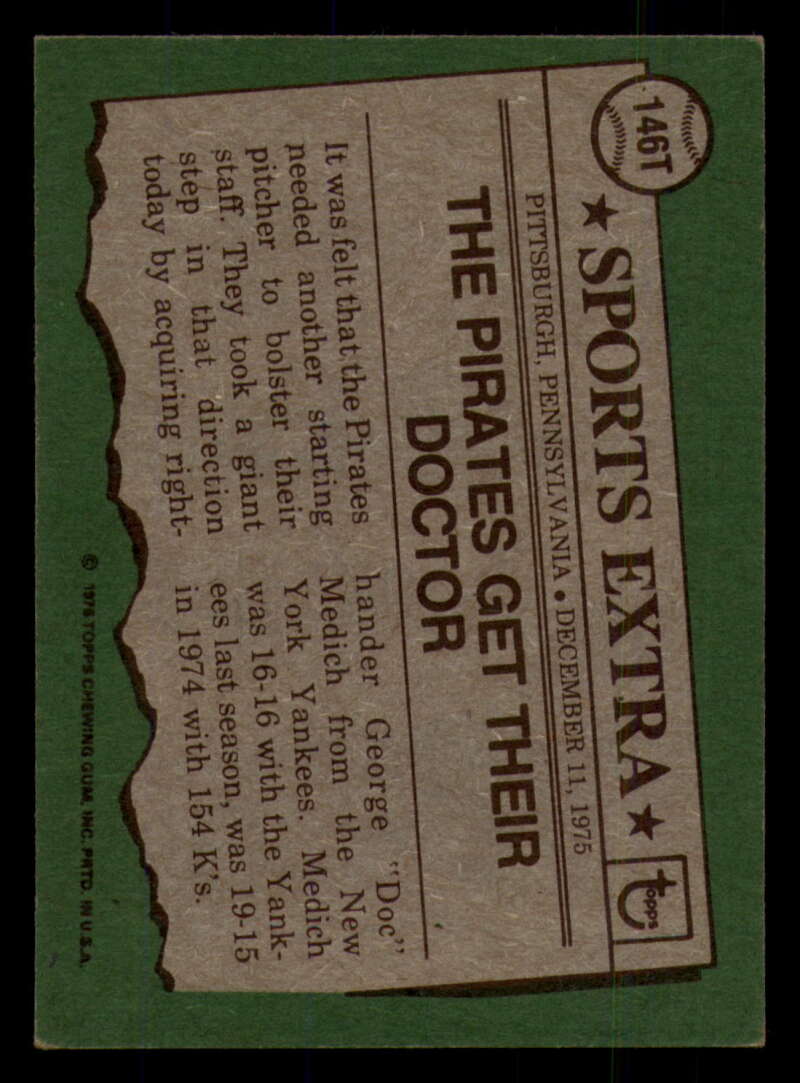 146T
★ SPORTS EXTRA ★
topps
PITTSBURGH, PENNSYLVANIA • DECEMBER 11, 1975
THE PIRATES GET THEIR
DOCTOR
It was felt that the Pirates
needed another starting
pitcher to bolster their
staff. They took a giant
step in that direction
today by acquiring right-
hander George "Doc"
Medich from the New
York Yankees. Medich
was 16-16 with the Yank-
ees last season, was 19-15
in 1974 with 154 K's.
© 1976 TOPPS CHEWING GUM, INC. PRTD. IN U.S.A.